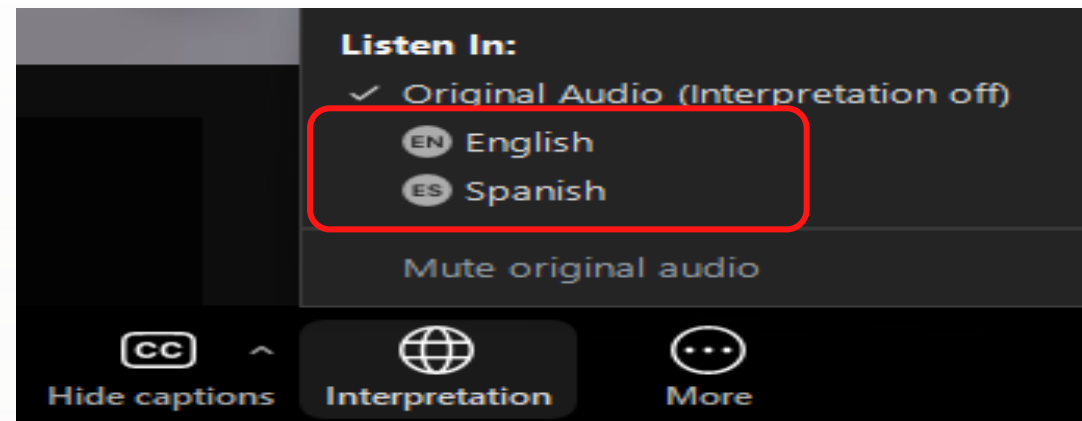 Listen In:
Original Audio (Interpretation off)
EN English
ES Spanish
Mute original audio
CC
Hide captions Interpretation More